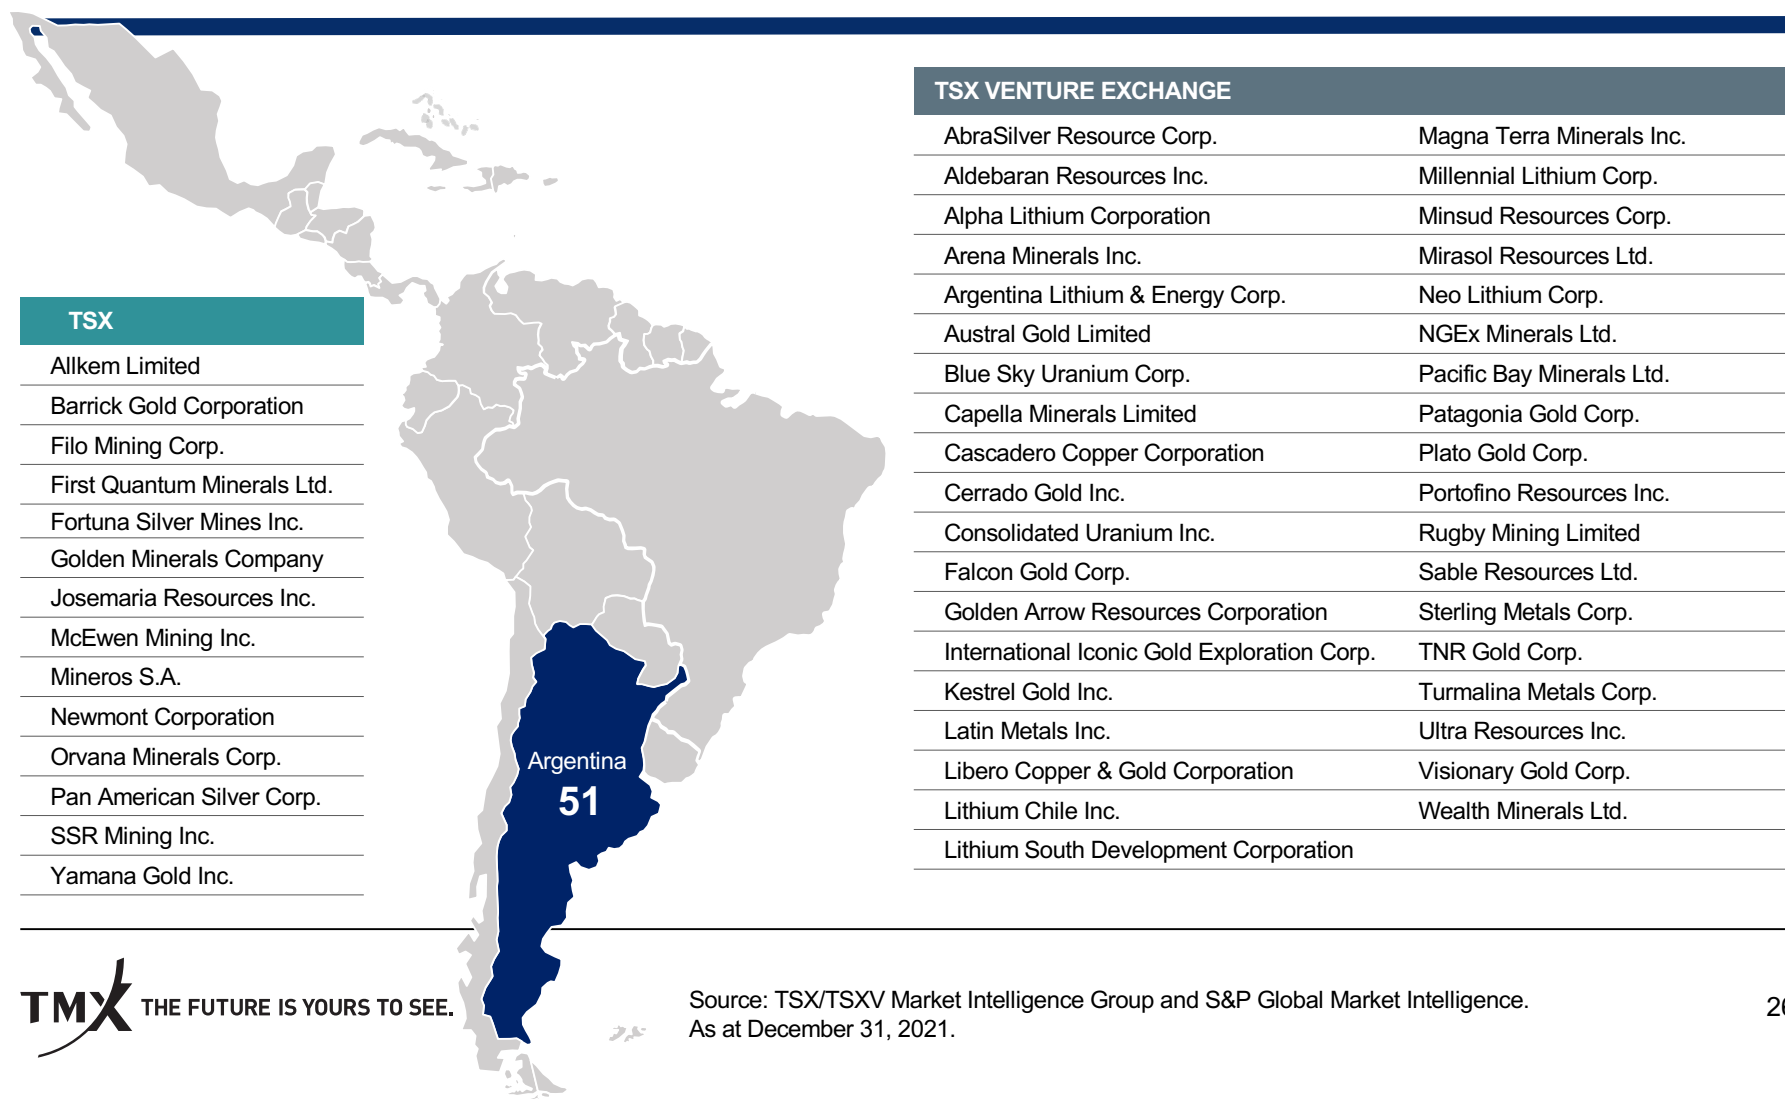 TSX VENTURE EXCHANGE
AbraSilver Resource Corp.
Aldebaran Resources Inc.
Alpha Lithium Corporation
Arena Minerals Inc.
Argentina Lithium & Energy Corp.
Austral Gold Limited
Blue Sky Uranium Corp.
Capella Minerals Limited
Cascadero Copper Corporation
Cerrado Gold Inc.
Consolidated Uranium Inc.
Falcon Gold Corp.
Golden Arrow Resources Corporation
International Iconic Gold Exploration Corp.
Kestrel Gold Inc.
Latin Metals Inc.
Libero Copper & Gold Corporation
Lithium Chile Inc.
Lithium South Development Corporation
Magna Terra Minerals Inc.
Millennial Lithium Corp.
Minsud Resources Corp.
Mirasol Resources Ltd.
Neo Lithium Corp.
NGEx Minerals Ltd.
Pacific Bay Minerals Ltd.
Patagonia Gold Corp.
Plato Gold Corp.
Portofino Resources Inc.
Rugby Mining Limited
Sable Resources Ltd.
Sterling Metals Corp.
TNR Gold Corp.
Turmalina Metals Corp.
Ultra Resources Inc.
Visionary Gold Corp.
Wealth Minerals Ltd.
TSX
Allkem Limited
Barrick Gold Corporation
Filo Mining Corp.
First Quantum Minerals Ltd.
Fortuna Silver Mines Inc.
Golden Minerals Company
Josemaria Resources Inc.
McEwen Mining Inc.
Mineros S.A.
Newmont Corporation
Orvana Minerals Corp.
Pan American Silver Corp.
SSR Mining Inc.
Yamana Gold Inc.
Argentina
51
TMX THE FUTURE IS YOURS TO SEE.
Source: TSX/TSXV Market Intelligence Group and S&P Global Market Intelligence.
As at December 31, 2021.
26